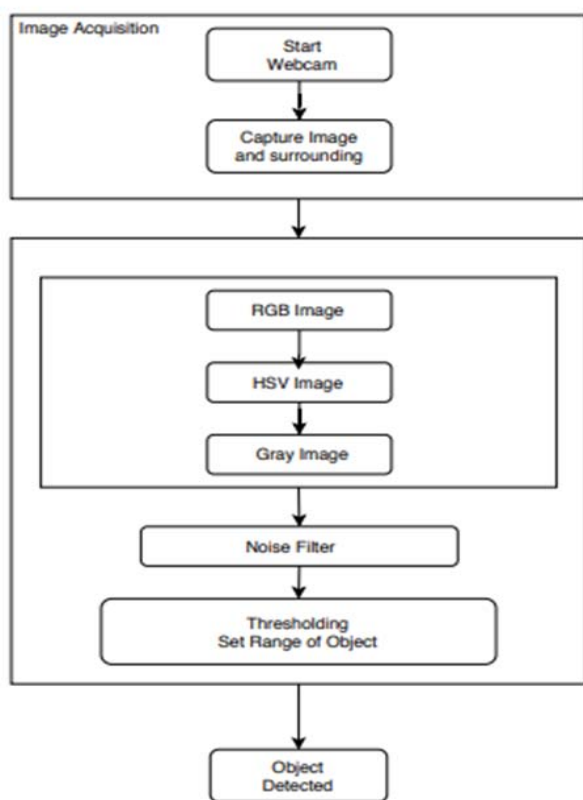 Image Acquisition
Start
Webcam
Capture Image
and surrounding
RGB Image
HSV Image
Gray Image
Noise Filter
Thresholding
Set Range of Object
Object
Detected